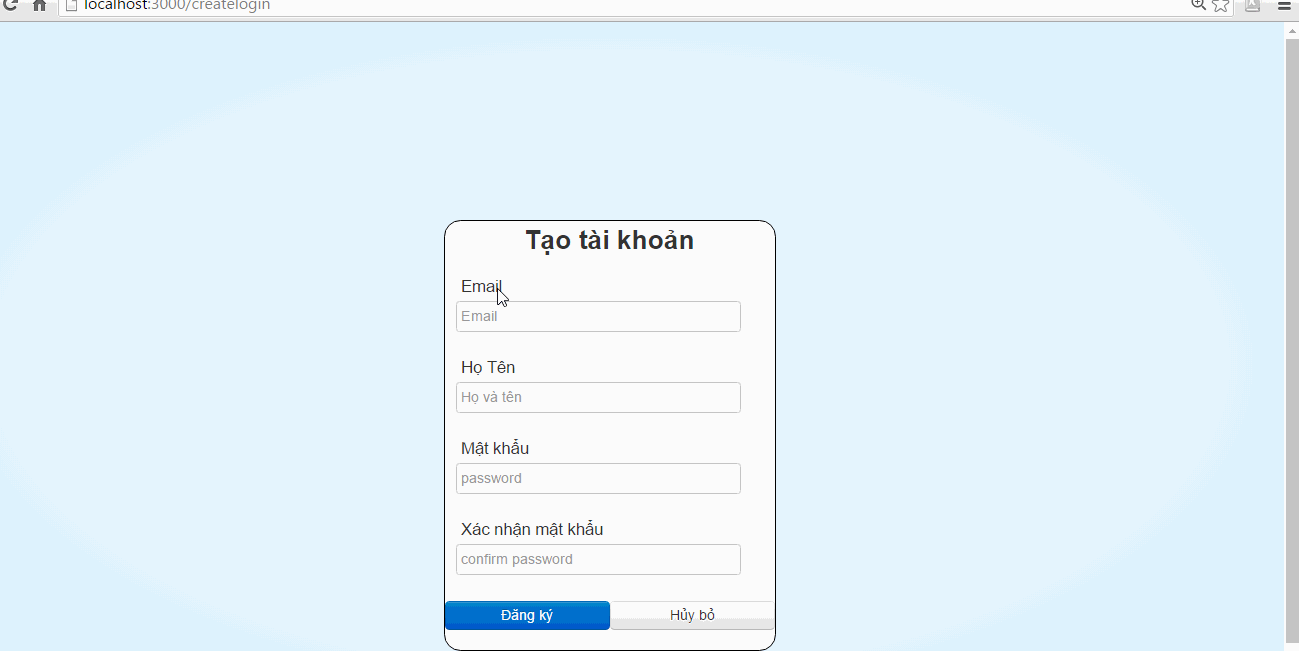 localhost:3000/createlogin
Tạo tài khoản
Email
Email
Họ Tên
Họ và tên
Mật khẩu
password
Xác nhận mật khẩu
confirm password
Đăng ký Hủy bỏ